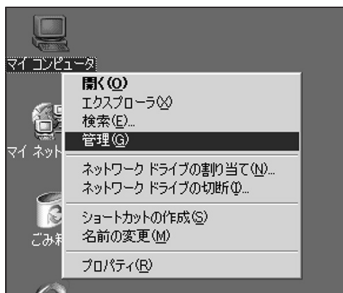 マイ コンピュータ
開く(O)
エクスプローラ(X)
検索(E)...
管理(G)
マイ ネット
ネットワーク ドライブの割り当て(N)...
ネットワーク ドライブの切断(I)...
ショートカットの作成(S)
ごみ箱
名前の変更(M)
プロパティ(R)